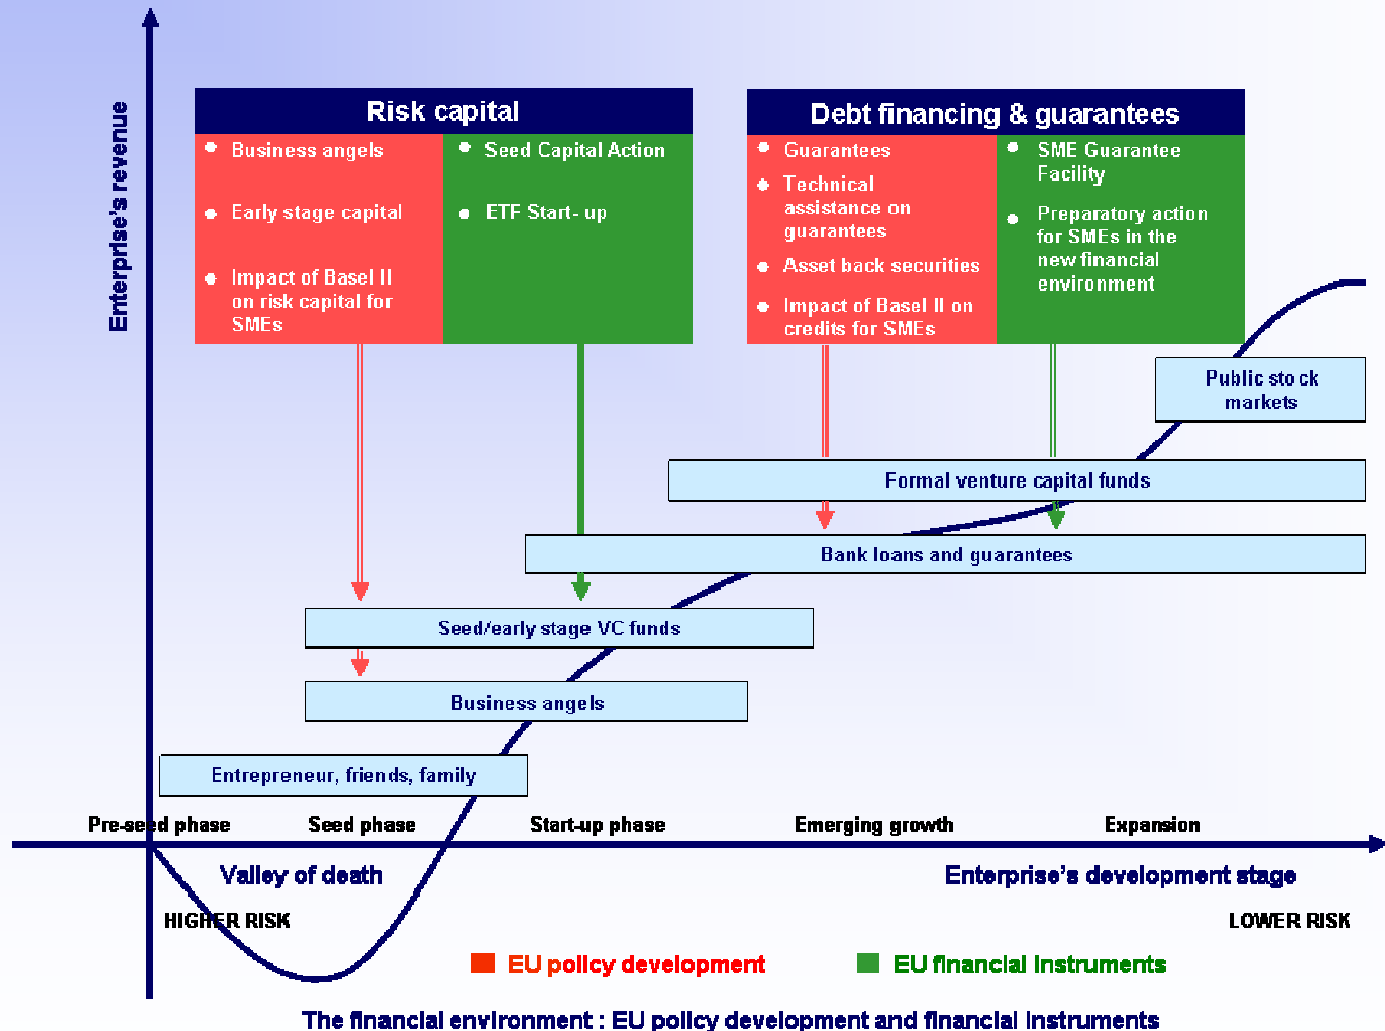 Enterprise's revenue
Risk capital
Business angels
Early stage capital
Impact of Basel II
on risk capital for
SMEs
Seed Capital Action
ETF Start- up
Debt financing & guarantees
Guarantees
Technical
assistance on
guarantees
Asset back securities
Impact of Basel II on
credits for SMEs
SME Guarantee
Facility
Preparatory action
for SMEs in the
new financial
environment
Public stock
markets
Formal venture capital funds
Bank loans and guarantees
Seed/early stage VC funds
Business angels
Entrepreneur, friends, family
Pre-seed phase
Seed phase
Start-up phase
Emerging growth
Expansion
Valley of death
Enterprise's development stage
HIGHER RISK
LOWER RISK
EU policy development
EU financial instruments
The financial environment : EU policy development and financial instruments